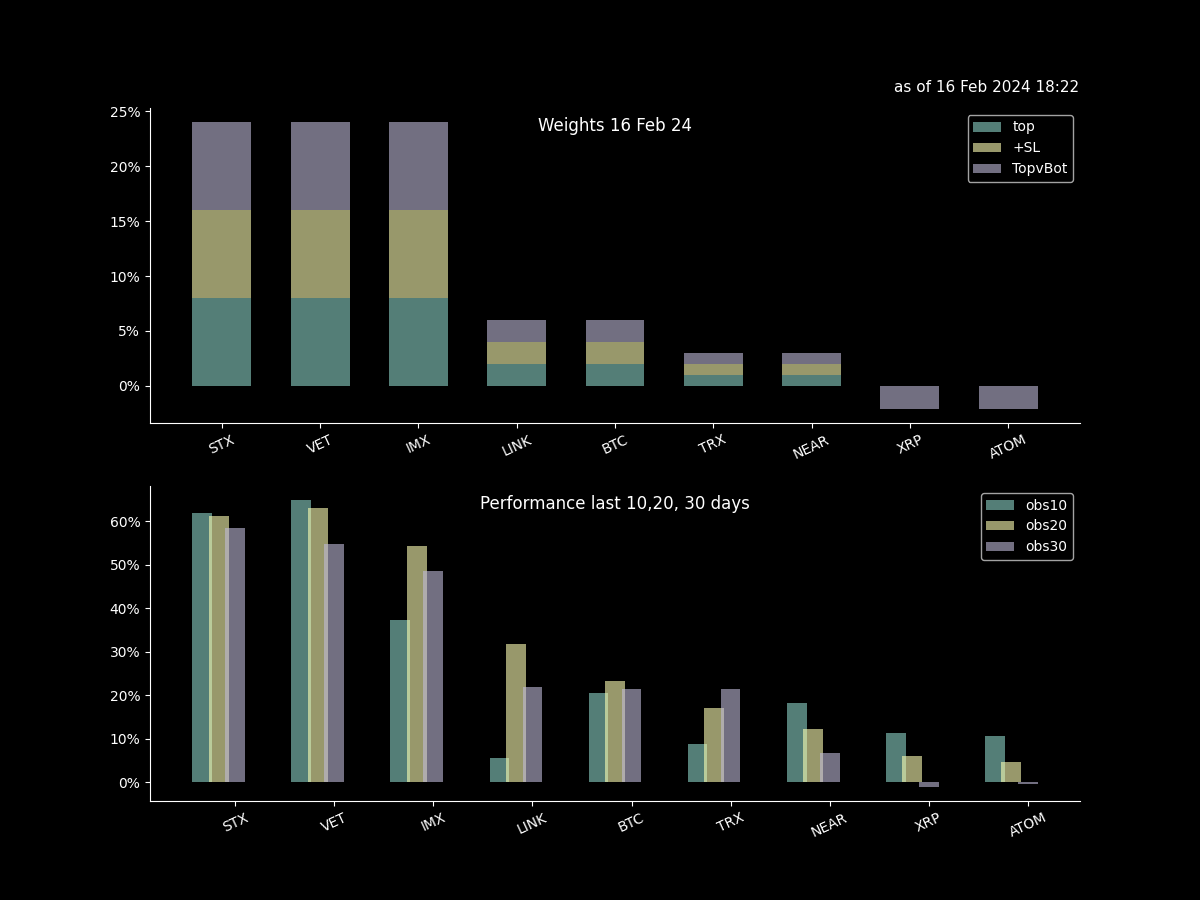 as of 16 Feb 2024 18:22
Weights 16 Feb 24
top
+SL
TopvBot
25%
20%
15%
10%
5%
0%
STX VET IMX LINK BTC TRX NEAR XRP ATOM
Performance last 10,20, 30 days
obs10
obs20
obs30
60%
50%
40%
30%
20%
10%
0%
STX VET IMX LINK BTC TRX NEAR XRP ATOM